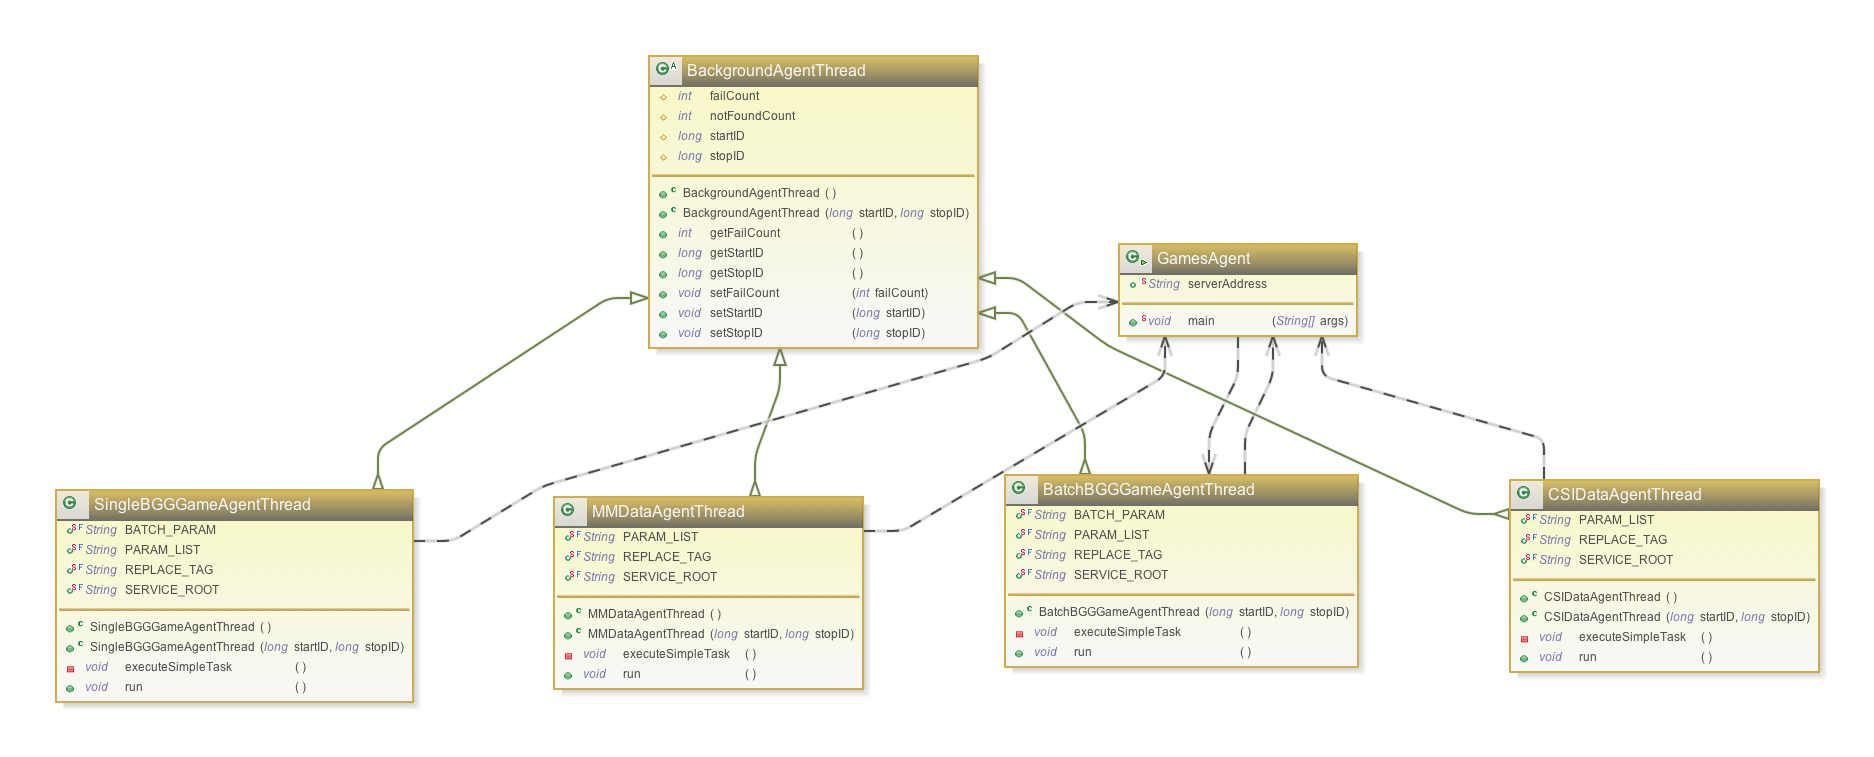 BackgroundAgentThread
int failCount
int notFoundCount
long startID
long stopID
BackgroundAgentThread ( )
BackgroundAgentThread (long startID, long stopID)
int getFailCount ( )
long getStartID ( )
long getStopID ( )
void setFailCount (int failCount)
void setStartID (long startID)
void setStopID (long stopID)
GamesAgent
String serverAddress
void main (String[] args)
SingleBGGGameAgentThread
String BATCH_PARAM
String PARAM_LIST
String REPLACE_TAG
String SERVICE_ROOT
SingleBGGGameAgentThread ( )
SingleBGGGameAgentThread (long startID, long stopID)
void executeSimpleTask ( )
void run ( )
MMDataAgentThread
String PARAM_LIST
String REPLACE_TAG
String SERVICE_ROOT
MMDataAgentThread ( )
MMDataAgentThread (long startID, long stopID)
void executeSimpleTask ( )
void run ( )
BatchBGGGameAgentThread
String BATCH_PARAM
String PARAM_LIST
String REPLACE_TAG
String SERVICE_ROOT
BatchBGGGameAgentThread (long startID, long stopID)
void executeSimpleTask ( )
void run ( )
CSIDataAgentThread
String PARAM_LIST
String REPLACE_TAG
String SERVICE_ROOT
CSIDataAgentThread ( )
CSIDataAgentThread (long startID, long stopID)
void executeSimpleTask ( )
void run ( )